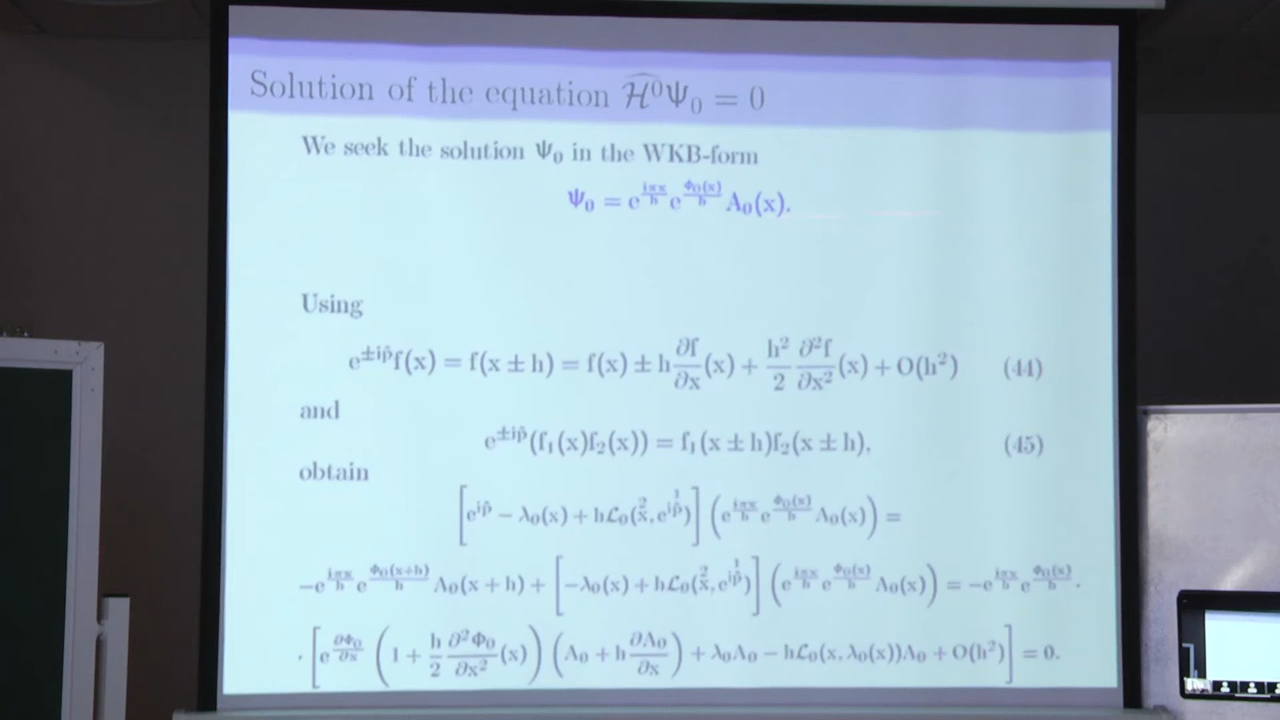 Solution of the equation $\widehat{\mathcal{H}^0}\Psi_0 = 0$
We seek the solution $\Psi_0$ in the WKB-form
$\Psi_0 = e^{\frac{i\pi x}{h}} e^{\frac{\Phi_0(x)}{h}} A_0(x).$
Using
$e^{\pm i\hat{p}} f(x) = f(x \pm h) = f(x) \pm h \frac{\partial f}{\partial x}(x) + \frac{h^2}{2} \frac{\partial^2 f}{\partial x^2}(x) + O(h^2)$ (44)
and
$e^{\pm i\hat{p}}(f_1(x)f_2(x)) = f_1(x \pm h)f_2(x \pm h),$ (45)
obtain
$\left[e^{i\hat{p}} - \lambda_0(x) + h\mathcal{L}_0(\overset{2}{x}, e^{i\overset{1}{\hat{p}}})\right]\left(e^{\frac{i\pi x}{h}} e^{\frac{\Phi_0(x)}{h}} A_0(x)\right) =$
$-e^{\frac{i\pi x}{h}} e^{\frac{\Phi_0(x+h)}{h}} A_0(x+h) + \left[-\lambda_0(x) + h\mathcal{L}_0(\overset{2}{x}, e^{i\overset{1}{\hat{p}}})\right]\left(e^{\frac{i\pi x}{h}} e^{\frac{\Phi_0(x)}{h}} A_0(x)\right) = -e^{\frac{i\pi x}{h}} e^{\frac{\Phi_0(x)}{h}} \cdot$
$\cdot \left[e^{\frac{\partial \Phi_0}{\partial x}}\left(1 + \frac{h}{2}\frac{\partial^2 \Phi_0}{\partial x^2}(x)\right)\left(A_0 + h\frac{\partial A_0}{\partial x}\right) + \lambda_0 A_0 - h\mathcal{L}_0(x, \lambda_0(x))A_0 + O(h^2)\right] = 0.$